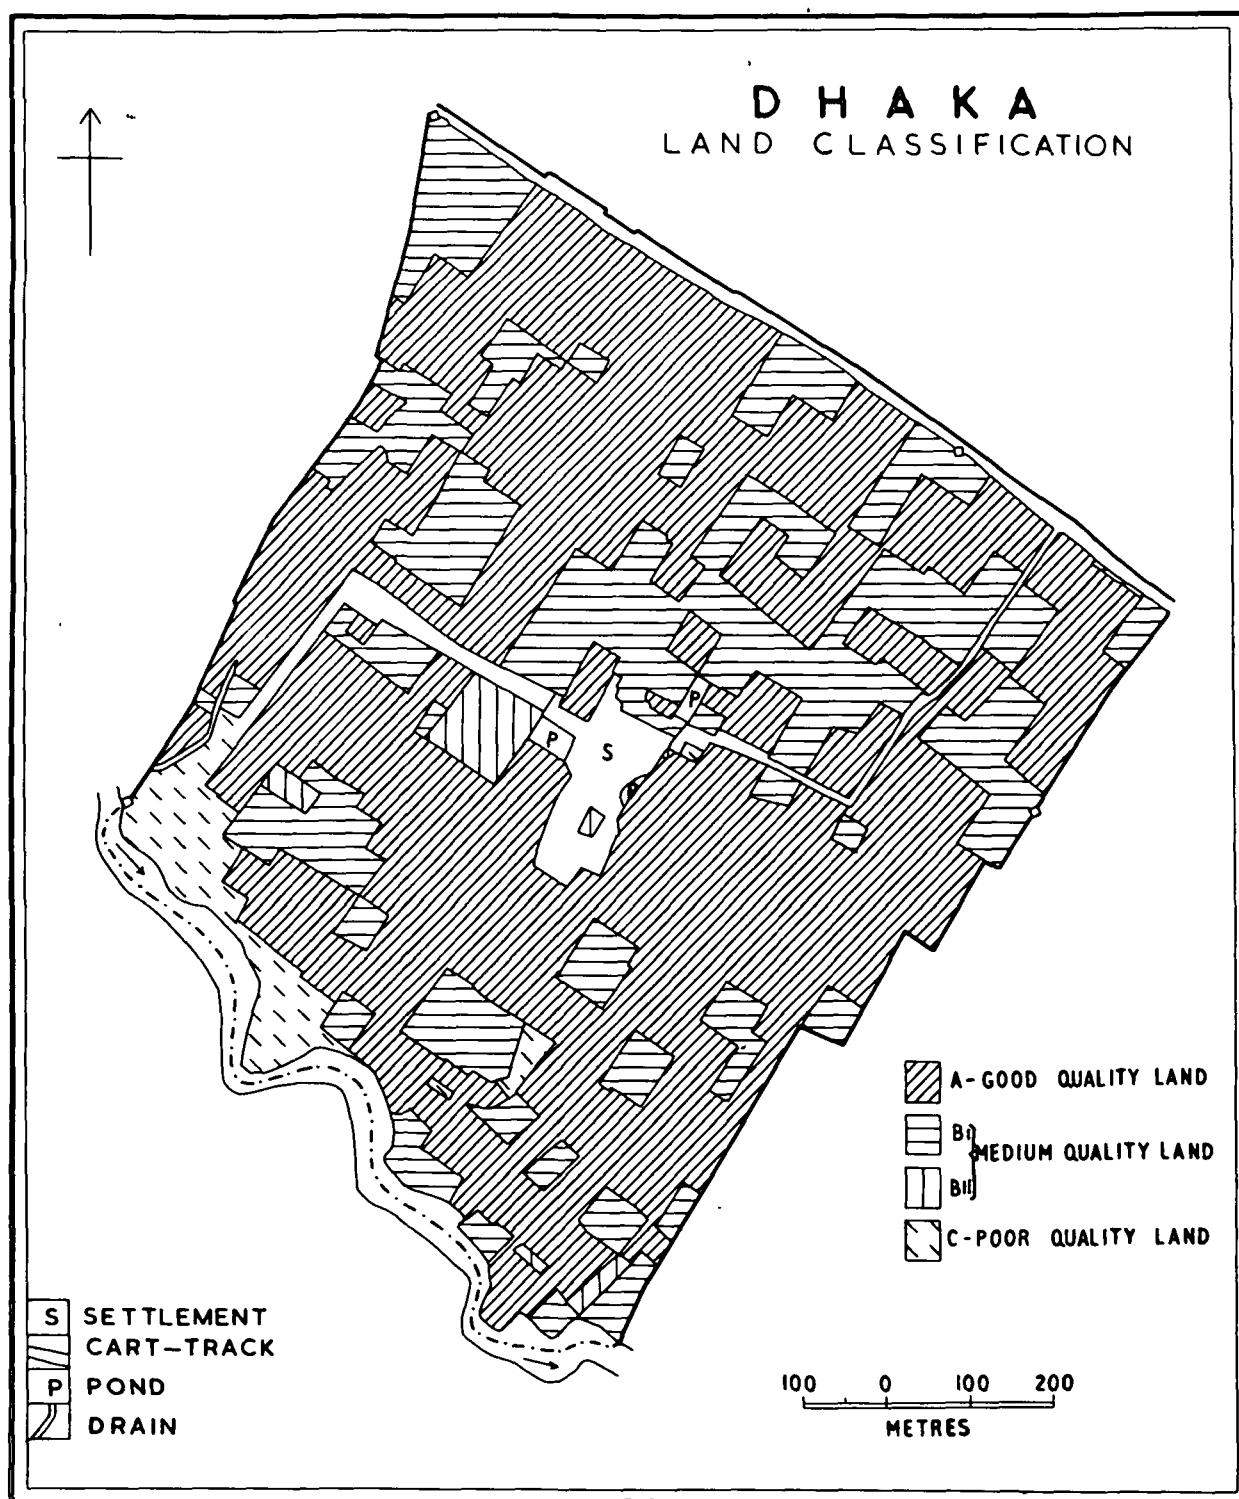 D H A K A
LAND CLASSIFICATION
P
P
S
P
A-GOOD QUALITY LAND
BI
MEDIUM QUALITY LAND
BII
C-POOR QUALITY LAND
S SETTLEMENT
CART-TRACK
P POND
DRAIN
100 0 100 200
METRES